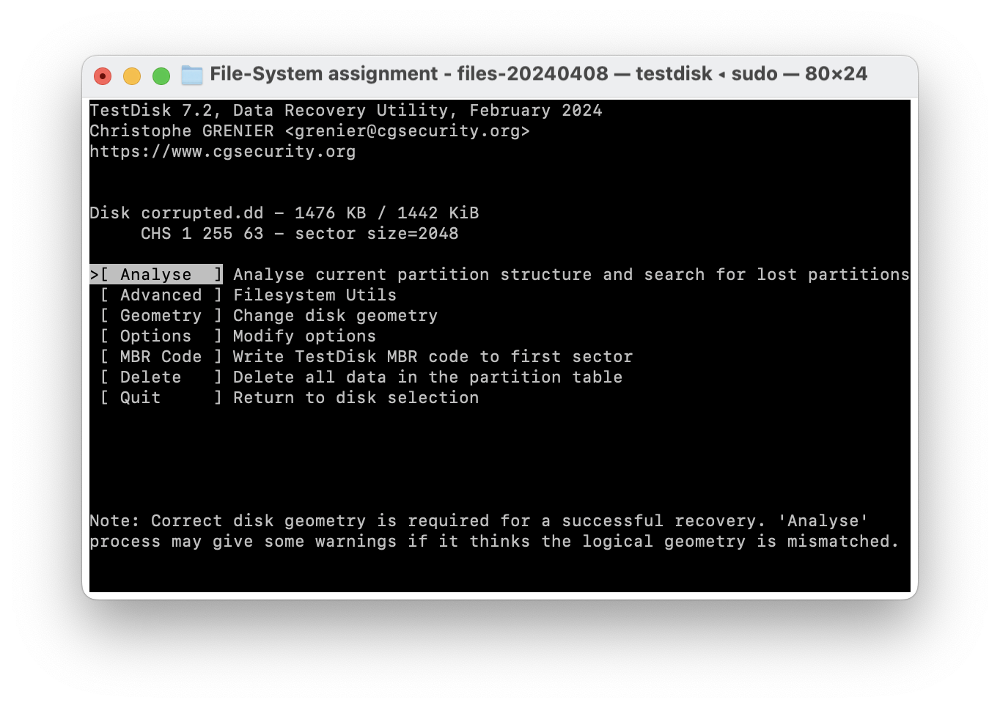 File-System assignment - files-20240408 — testdisk ◂ sudo — 80×24
TestDisk 7.2, Data Recovery Utility, February 2024
Christophe GRENIER <grenier@cgsecurity.org>
https://www.cgsecurity.org
Disk corrupted.dd - 1476 KB / 1442 KiB
CHS 1 255 63 - sector size=2048
>[ Analyse  ] Analyse current partition structure and search for lost partitions
[ Advanced ] Filesystem Utils
[ Geometry ] Change disk geometry
[ Options  ] Modify options
[ MBR Code ] Write TestDisk MBR code to first sector
[ Delete   ] Delete all data in the partition table
[ Quit     ] Return to disk selection
Note: Correct disk geometry is required for a successful recovery. 'Analyse'
process may give some warnings if it thinks the logical geometry is mismatched.